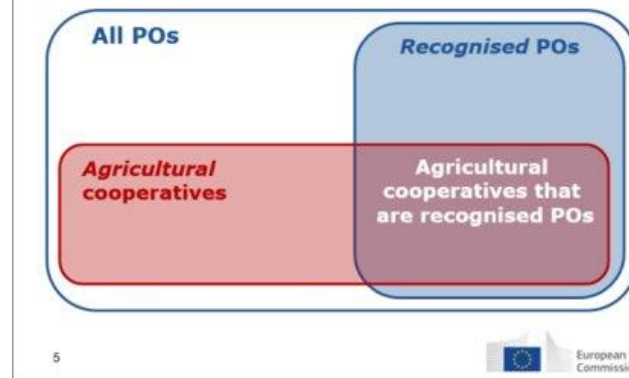 All POs
Recognised POs
Agricultural
cooperatives
Agricultural
cooperatives that
are recognised POs
5
European